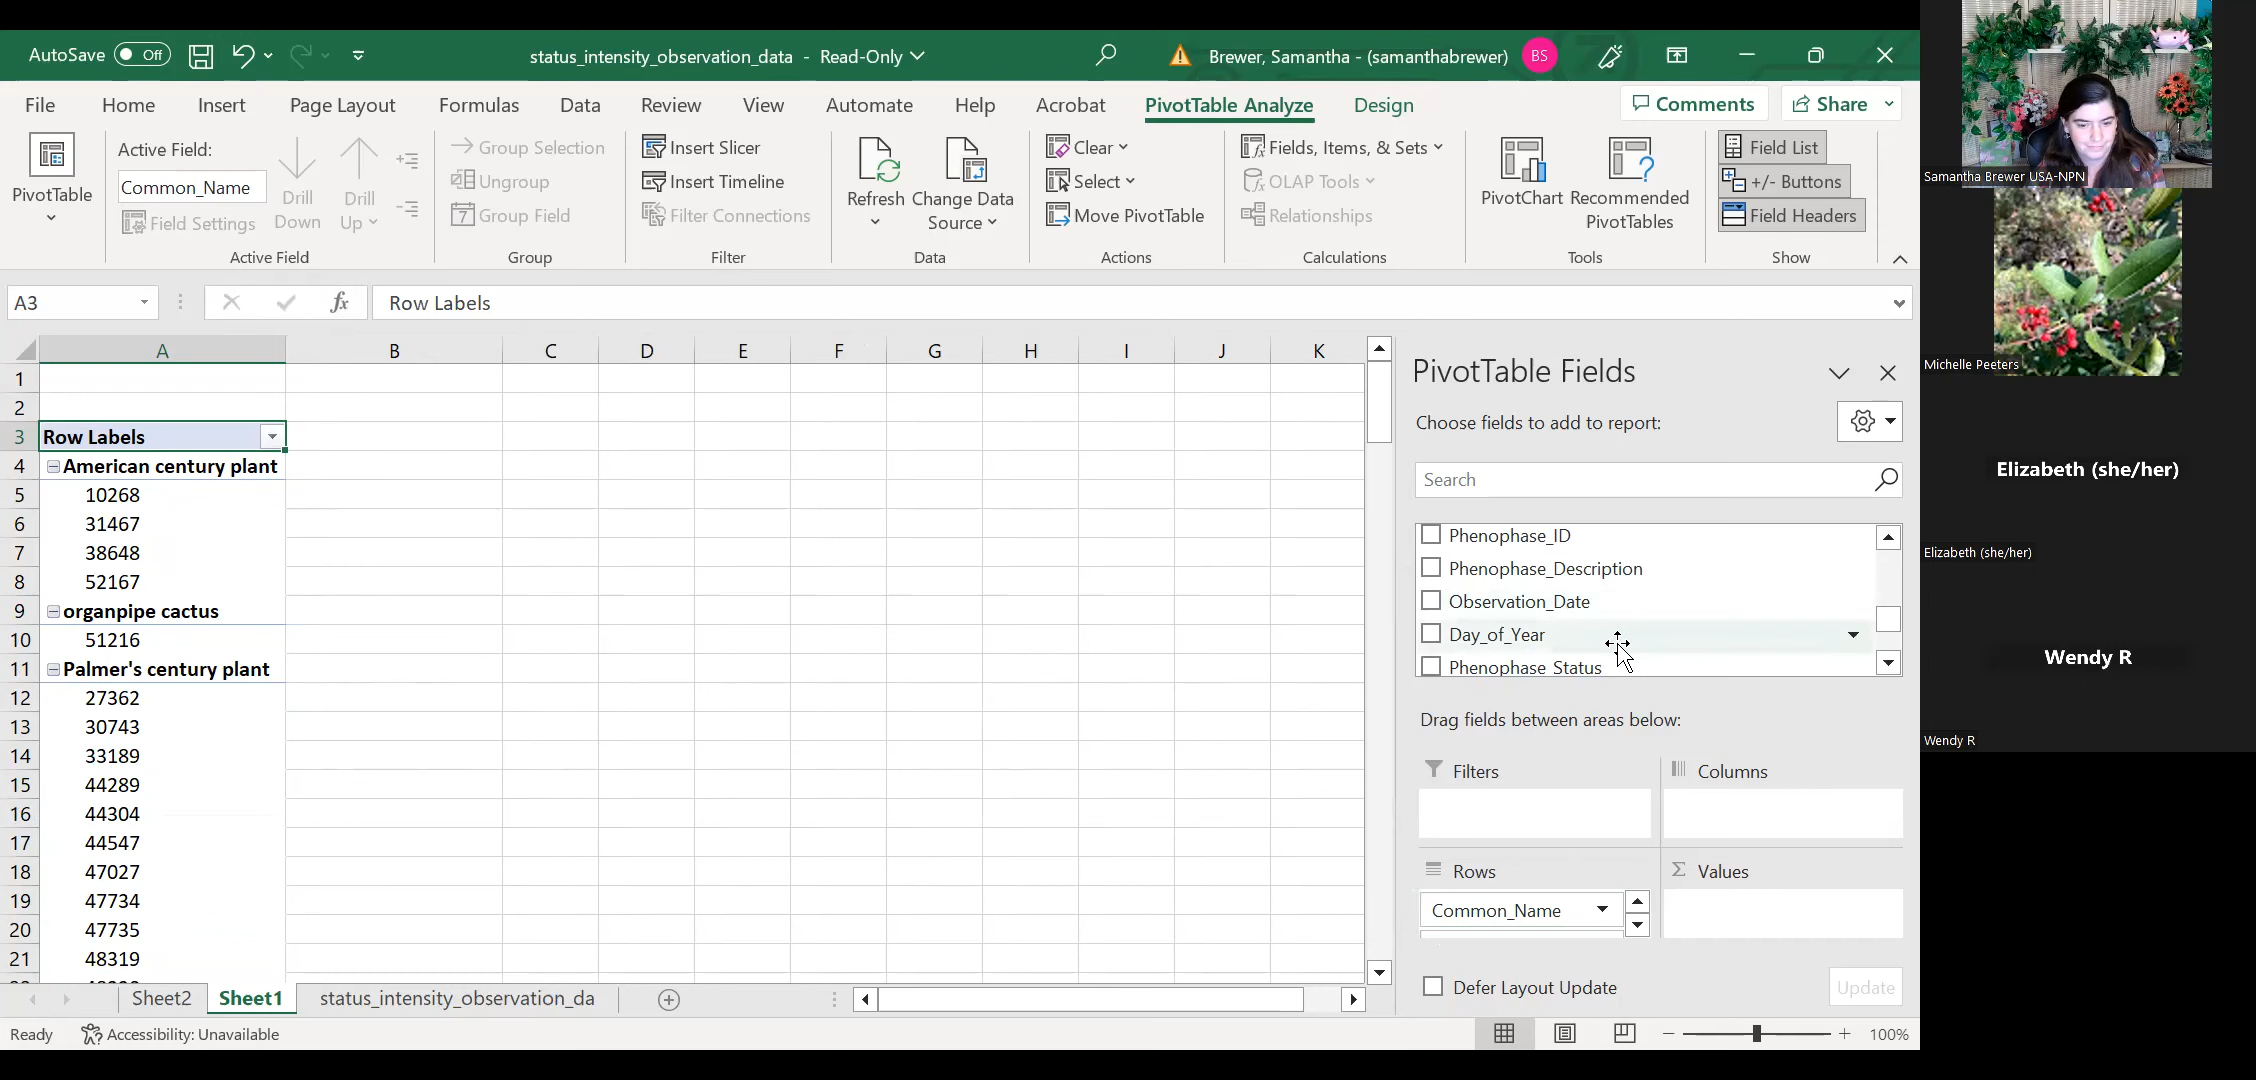 AutoSave Off status_intensity_observation_data - Read-Only Brewer, Samantha - (samanthabrewer) BS
File Home Insert Page Layout Formulas Data Review View Automate Help Acrobat PivotTable Analyze Design Comments Share
PivotTable
Active Field:
Common_Name
Field Settings
Drill Down
Drill Up
Active Field
Group Selection
Ungroup
Group Field
Group
Insert Slicer
Insert Timeline
Filter Connections
Filter
Refresh
Change Data Source
Data
Clear
Select
Move PivotTable
Actions
Fields, Items, & Sets
OLAP Tools
Relationships
Calculations
PivotChart
Recommended PivotTables
Tools
Field List
+/- Buttons
Field Headers
Show
A3 fx Row Labels
A B C D E F G H I J K
1
2
3 Row Labels
4 American century plant
5 10268
6 31467
7 38648
8 52167
9 organpipe cactus
10 51216
11 Palmer's century plant
12 27362
13 30743
14 33189
15 44289
16 44304
17 44547
18 47027
19 47734
20 47735
21 48319
PivotTable Fields
Choose fields to add to report:
Search
Phenophase_ID
Phenophase_Description
Observation_Date
Day_of_Year
Phenophase_Status
Drag fields between areas below:
Filters
Columns
Rows
Σ Values
Common_Name
Defer Layout Update
Update
Sheet2 Sheet1 status_intensity_observation_da
Ready Accessibility: Unavailable
100%
Samantha Brewer USA-NPN
Michelle Peeters
Elizabeth (she/her)
Elizabeth (she/her)
Wendy R
Wendy R